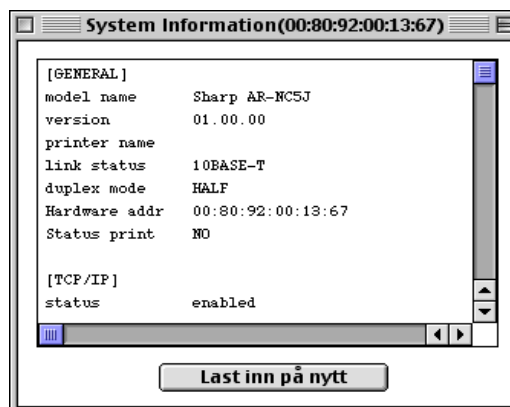 System Information(00:80:92:00:13:67)
[GENERAL]
model name Sharp AR-NC5J
version 01.00.00
printer name
link status 10BASE-T
duplex mode HALF
Hardware addr 00:80:92:00:13:67
Status print NO
[TCP/IP]
status enabled
Last inn på nytt